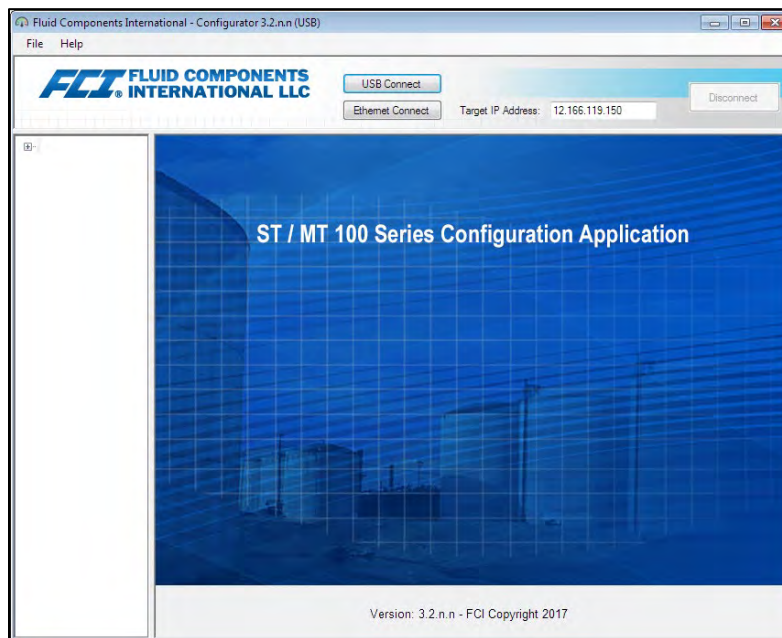 Fluid Components International - Configurator 3.2.n.n (USB)
File Help
FCI® FLUID COMPONENTS
INTERNATIONAL LLC
USB Connect
Ethernet Connect Target IP Address: 12.166.119.150
Disconnect
ST / MT 100 Series Configuration Application
Version: 3.2.n.n - FCI Copyright 2017